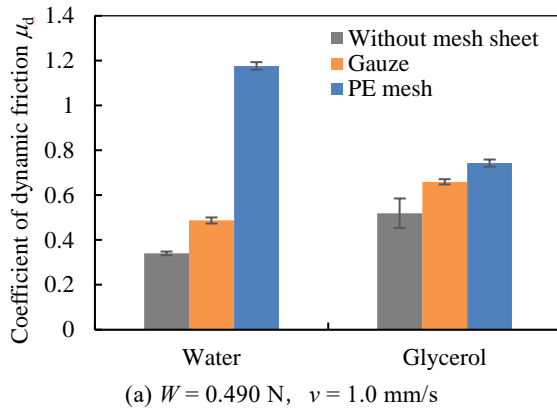 Coefficient of dynamic friction μd
1.4
1.2
1
0.8
0.6
0.4
0.2
0
Without mesh sheet
Gauze
PE mesh
Water Glycerol
(a) W = 0.490 N, v = 1.0 mm/s